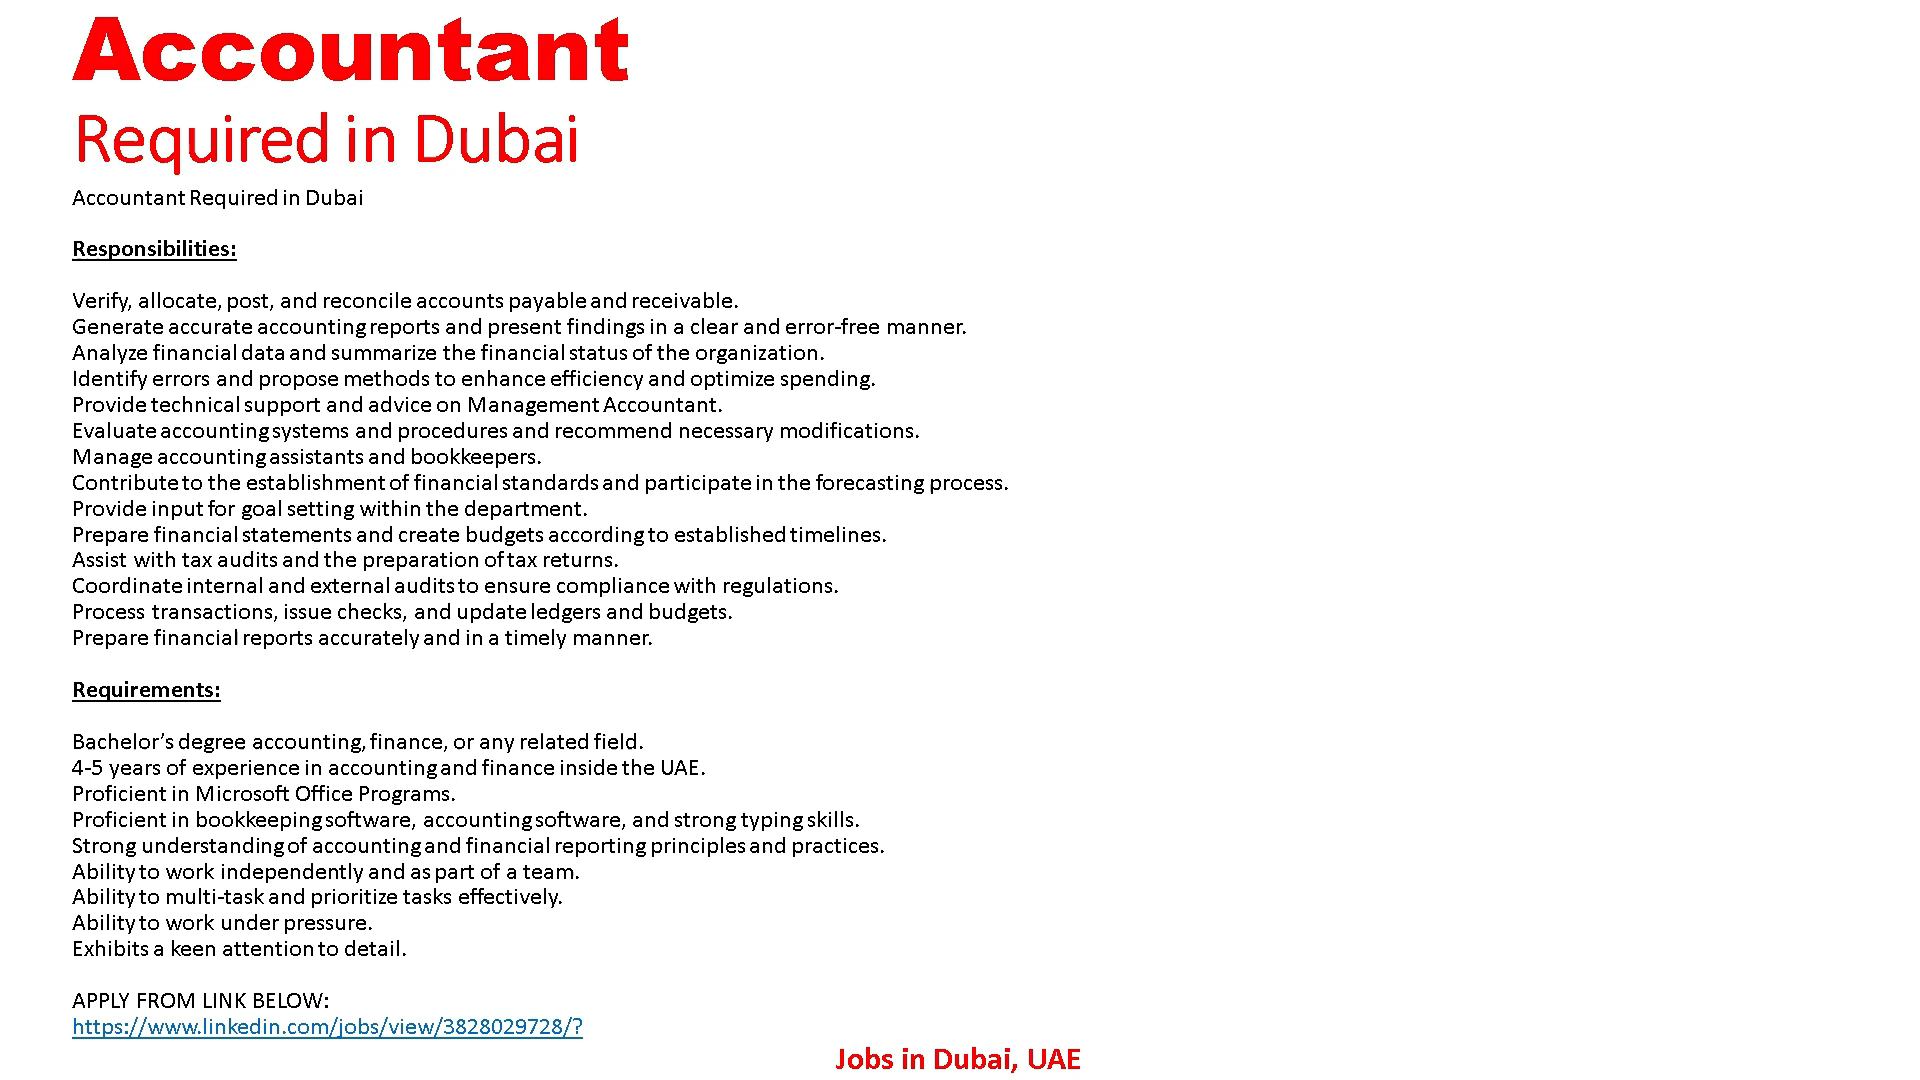 Accountant
Required in Dubai
Accountant Required in Dubai
Responsibilities:
Verify, allocate, post, and reconcile accounts payable and receivable.
Generate accurate accounting reports and present findings in a clear and error-free manner.
Analyze financial data and summarize the financial status of the organization.
Identify errors and propose methods to enhance efficiency and optimize spending.
Provide technical support and advice on Management Accountant.
Evaluate accounting systems and procedures and recommend necessary modifications.
Manage accounting assistants and bookkeepers.
Contribute to the establishment of financial standards and participate in the forecasting process.
Provide input for goal setting within the department.
Prepare financial statements and create budgets according to established timelines.
Assist with tax audits and the preparation of tax returns.
Coordinate internal and external audits to ensure compliance with regulations.
Process transactions, issue checks, and update ledgers and budgets.
Prepare financial reports accurately and in a timely manner.
Requirements:
Bachelor’s degree accounting, finance, or any related field.
4-5 years of experience in accounting and finance inside the UAE.
Proficient in Microsoft Office Programs.
Proficient in bookkeeping software, accounting software, and strong typing skills.
Strong understanding of accounting and financial reporting principles and practices.
Ability to work independently and as part of a team.
Ability to multi-task and prioritize tasks effectively.
Ability to work under pressure.
Exhibits a keen attention to detail.
APPLY FROM LINK BELOW:
https://www.linkedin.com/jobs/view/3828029728/?
Jobs in Dubai, UAE